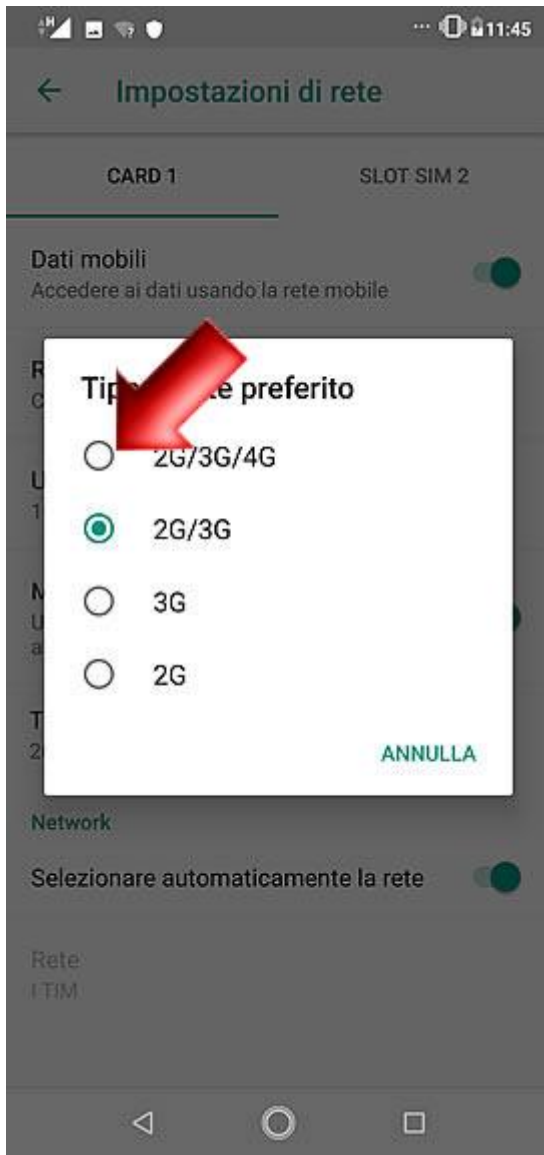 H
11:45
Impostazioni di rete
CARD 1
SLOT SIM 2
Dati mobili
Accedere ai dati usando la rete mobile
Tip e preferito
2G/3G/4G
2G/3G
3G
2G
ANNULLA
Network
Selezionare automaticamente la rete
Rete
I TIM